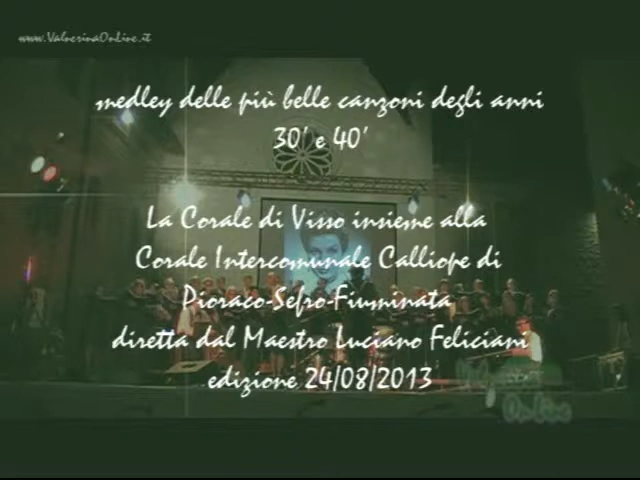 www.ValnerinaOnLine.it
medley delle più belle canzoni degli anni
30' e 40'
La Corale di Visso insieme alla
Corale Intercomunale Calliope di
Pioraco-Sefro-Fiuminata
diretta dal Maestro Luciano Feliciani
edizione 24/08/2013
OnLine